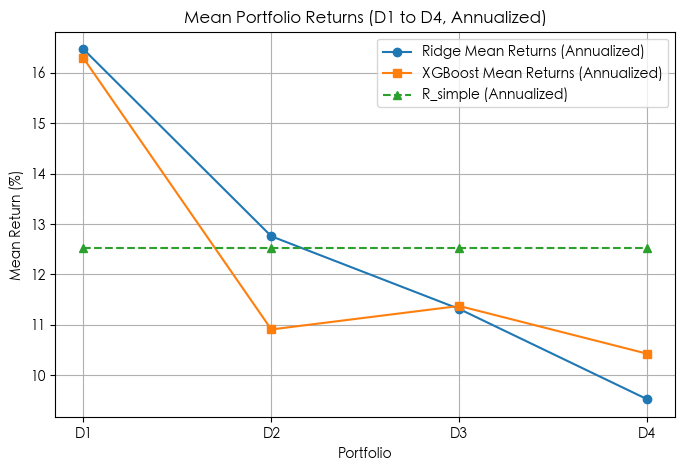 Mean Portfolio Returns (D1 to D4, Annualized)
Ridge Mean Returns (Annualized)
XGBoost Mean Returns (Annualized)
R_simple (Annualized)
Mean Return (%)
16
15
14
13
12
11
10
D1
D2
D3
D4
Portfolio